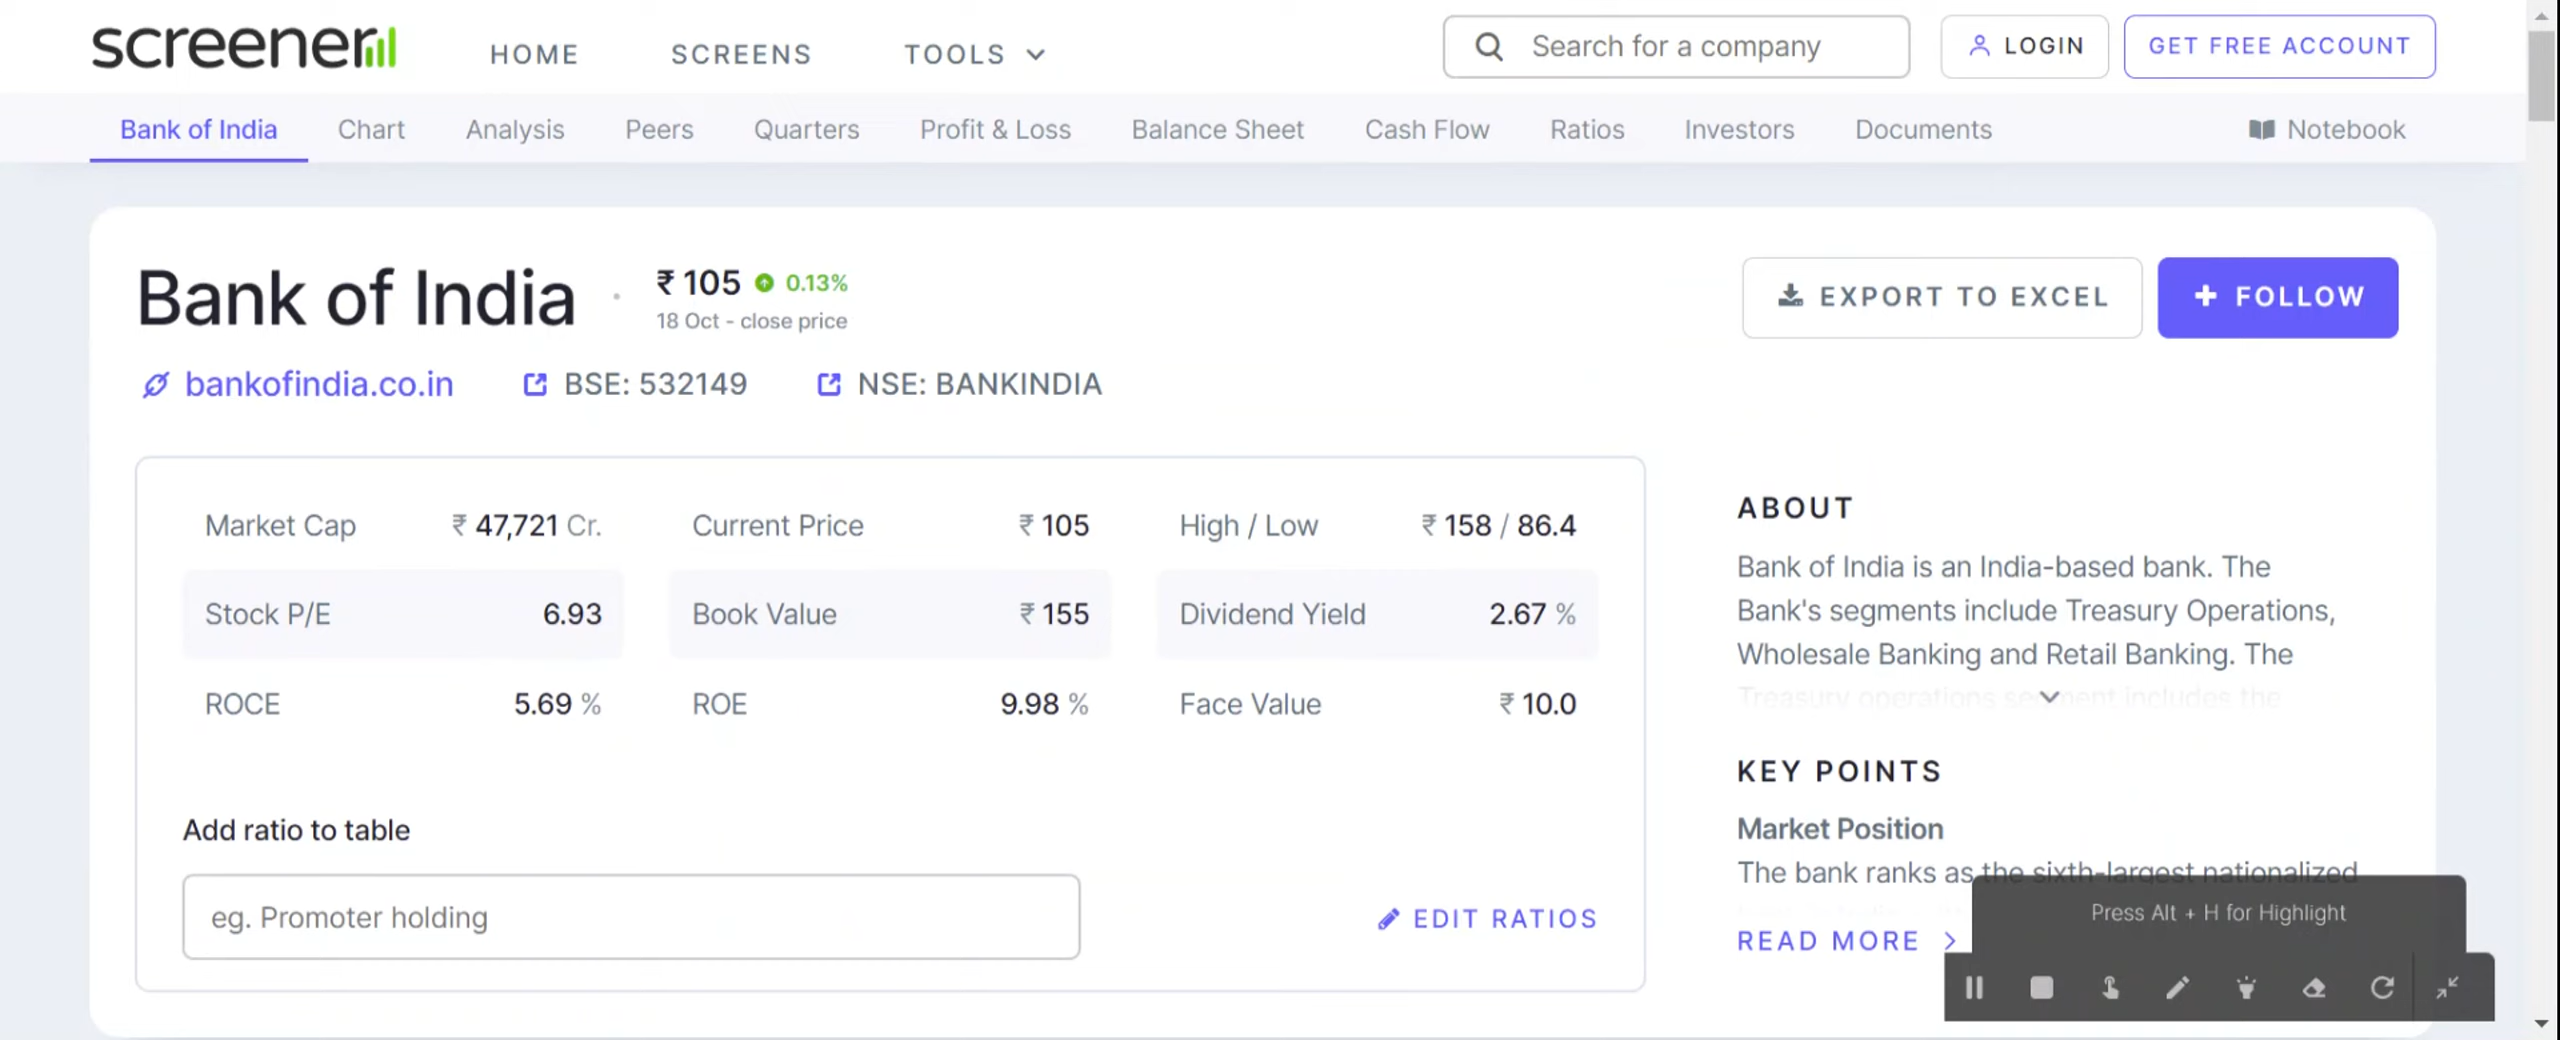 screener
HOME
SCREENS
TOOLS
Search for a company
LOGIN
GET FREE ACCOUNT
Bank of India
Chart
Analysis
Peers
Quarters
Profit & Loss
Balance Sheet
Cash Flow
Ratios
Investors
Documents
Notebook
Bank of India
₹ 105 0.13%
18 Oct - close price
EXPORT TO EXCEL
FOLLOW
bankofindia.co.in
BSE: 532149
NSE: BANKINDIA
Market Cap ₹ 47,721 Cr.
Current Price ₹ 105
High / Low ₹ 158 / 86.4
Stock P/E 6.93
Book Value ₹ 155
Dividend Yield 2.67 %
ROCE 5.69 %
ROE 9.98 %
Face Value ₹ 10.0
Add ratio to table
eg. Promoter holding
EDIT RATIOS
ABOUT
Bank of India is an India-based bank. The
Bank's segments include Treasury Operations,
Wholesale Banking and Retail Banking. The
Treasury operations segment includes the
KEY POINTS
Market Position
The bank ranks as the sixth-largest nationalized
READ MORE
Press Alt + H for Highlight